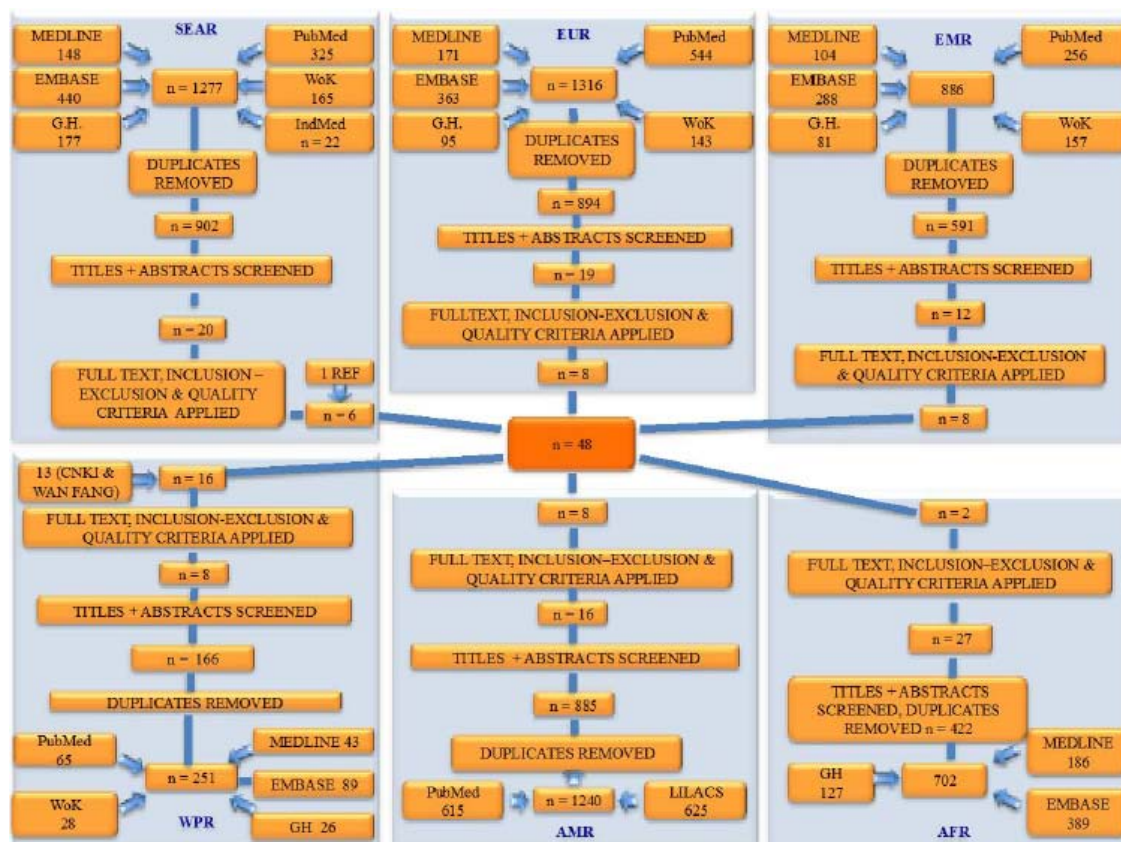 SEAR
MEDLINE
148
PubMed
325
EMBASE
440
n = 1277
WoK
165
G.H.
177
IndMed
n = 22
DUPLICATES
REMOVED
n = 902
TITLES + ABSTRACTS SCREENED
n = 20
FULL TEXT, INCLUSION –
EXCLUSION & QUALITY
CRITERIA APPLIED
1 REF
n = 6
EUR
MEDLINE
171
PubMed
544
EMBASE
363
n = 1316
G.H.
95
WoK
143
DUPLICATES
REMOVED
n = 894
TITLES + ABSTRACTS SCREENED
n = 19
FULLTEXT, INCLUSION-EXCLUSION &
QUALITY CRITERIA APPLIED
n = 8
EMR
MEDLINE
104
PubMed
256
EMBASE
288
886
G.H.
81
WoK
157
DUPLICATES
REMOVED
n = 591
TITLES + ABSTRACTS SCREENED
n = 12
FULL TEXT, INCLUSION-EXCLUSION
& QUALITY CRITERIA APPLIED
n = 8
n = 48
13 (CNKI &
WAN FANG)
n = 16
FULL TEXT, INCLUSION-EXCLUSION &
QUALITY CRITERIA APPLIED
n = 8
TITLES + ABSTRACTS SCREENED
n = 166
DUPLICATES REMOVED
PubMed
65
MEDLINE 43
n = 251
EMBASE 89
WoK
28
WPR
GH 26
n = 8
FULL TEXT, INCLUSION–EXCLUSION &
QUALITY CRITERIA APPLIED
n = 16
TITLES + ABSTRACTS SCREENED
n = 885
DUPLICATES REMOVED
PubMed
615
n = 1240
LILACS
625
AMR
n = 2
FULL TEXT, INCLUSION–EXCLUSION &
QUALITY CRITERIA APPLIED
n = 27
TITLES + ABSTRACTS
SCREENED, DUPLICATES
REMOVED n = 422
MEDLINE
186
GH
127
702
EMBASE
389
AFR